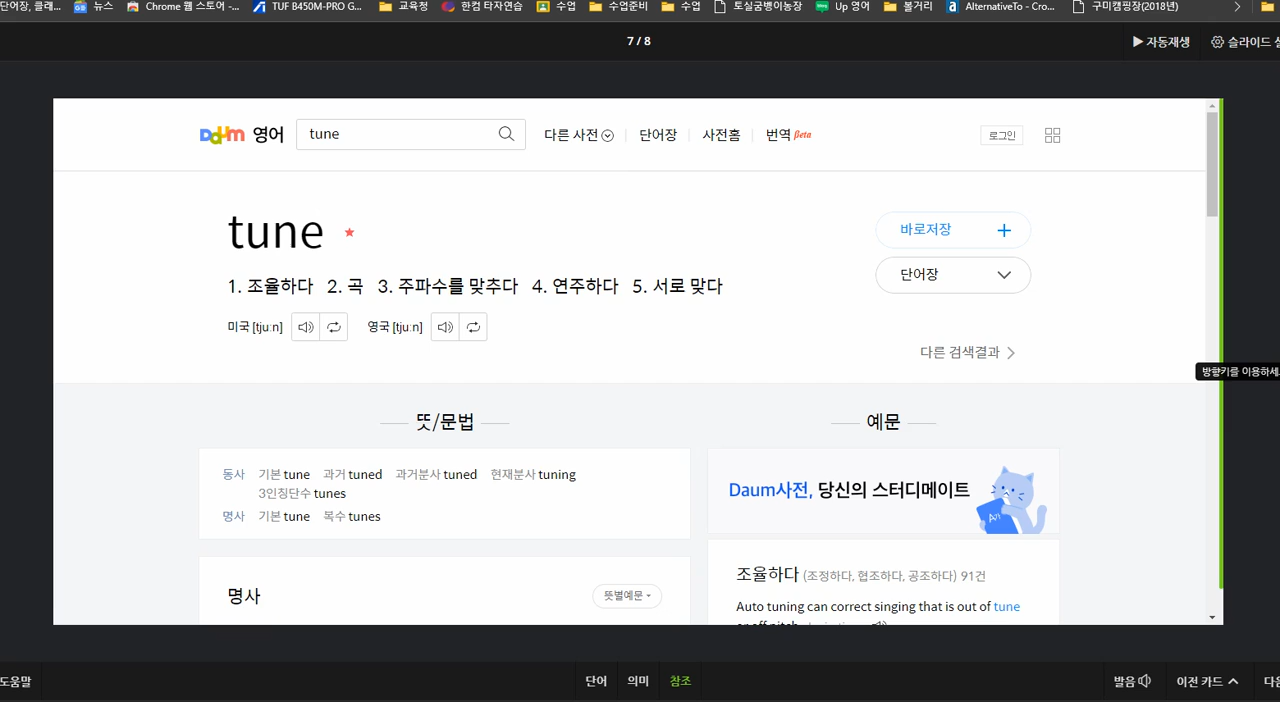 단어장, 클래... 뉴스 Chrome 웹 스토어 -... TUF B450M-PRO G... 교육청 한컴 타자연습 수업 수업준비 수업 토실궁뱅이농장 Up 영어 볼거리 AlternativeTo - Cro... 구미캠핑장(2018년)
7 / 8
자동재생 슬라이드
Daum 영어 tune 다른 사전 단어장 사전홈 번역 Beta 로그인
tune
바로저장
단어장
1. 조율하다 2. 곡 3. 주파수를 맞추다 4. 연주하다 5. 서로 맞다
미국 [tjuːn] 영국 [tjuːn]
다른 검색결과
방향키를 이용하세
뜻/문법
동사 기본 tune 과거 tuned 과거분사 tuned 현재분사 tuning
3인칭단수 tunes
명사 기본 tune 복수 tunes
명사 뜻별예문
예문
Daum사전, 당신의 스터디메이트
조율하다 (조정하다, 협조하다, 공조하다) 91건
Auto tuning can correct singing that is out of tune
도움말 단어 의미 참조 발음 이전 카드